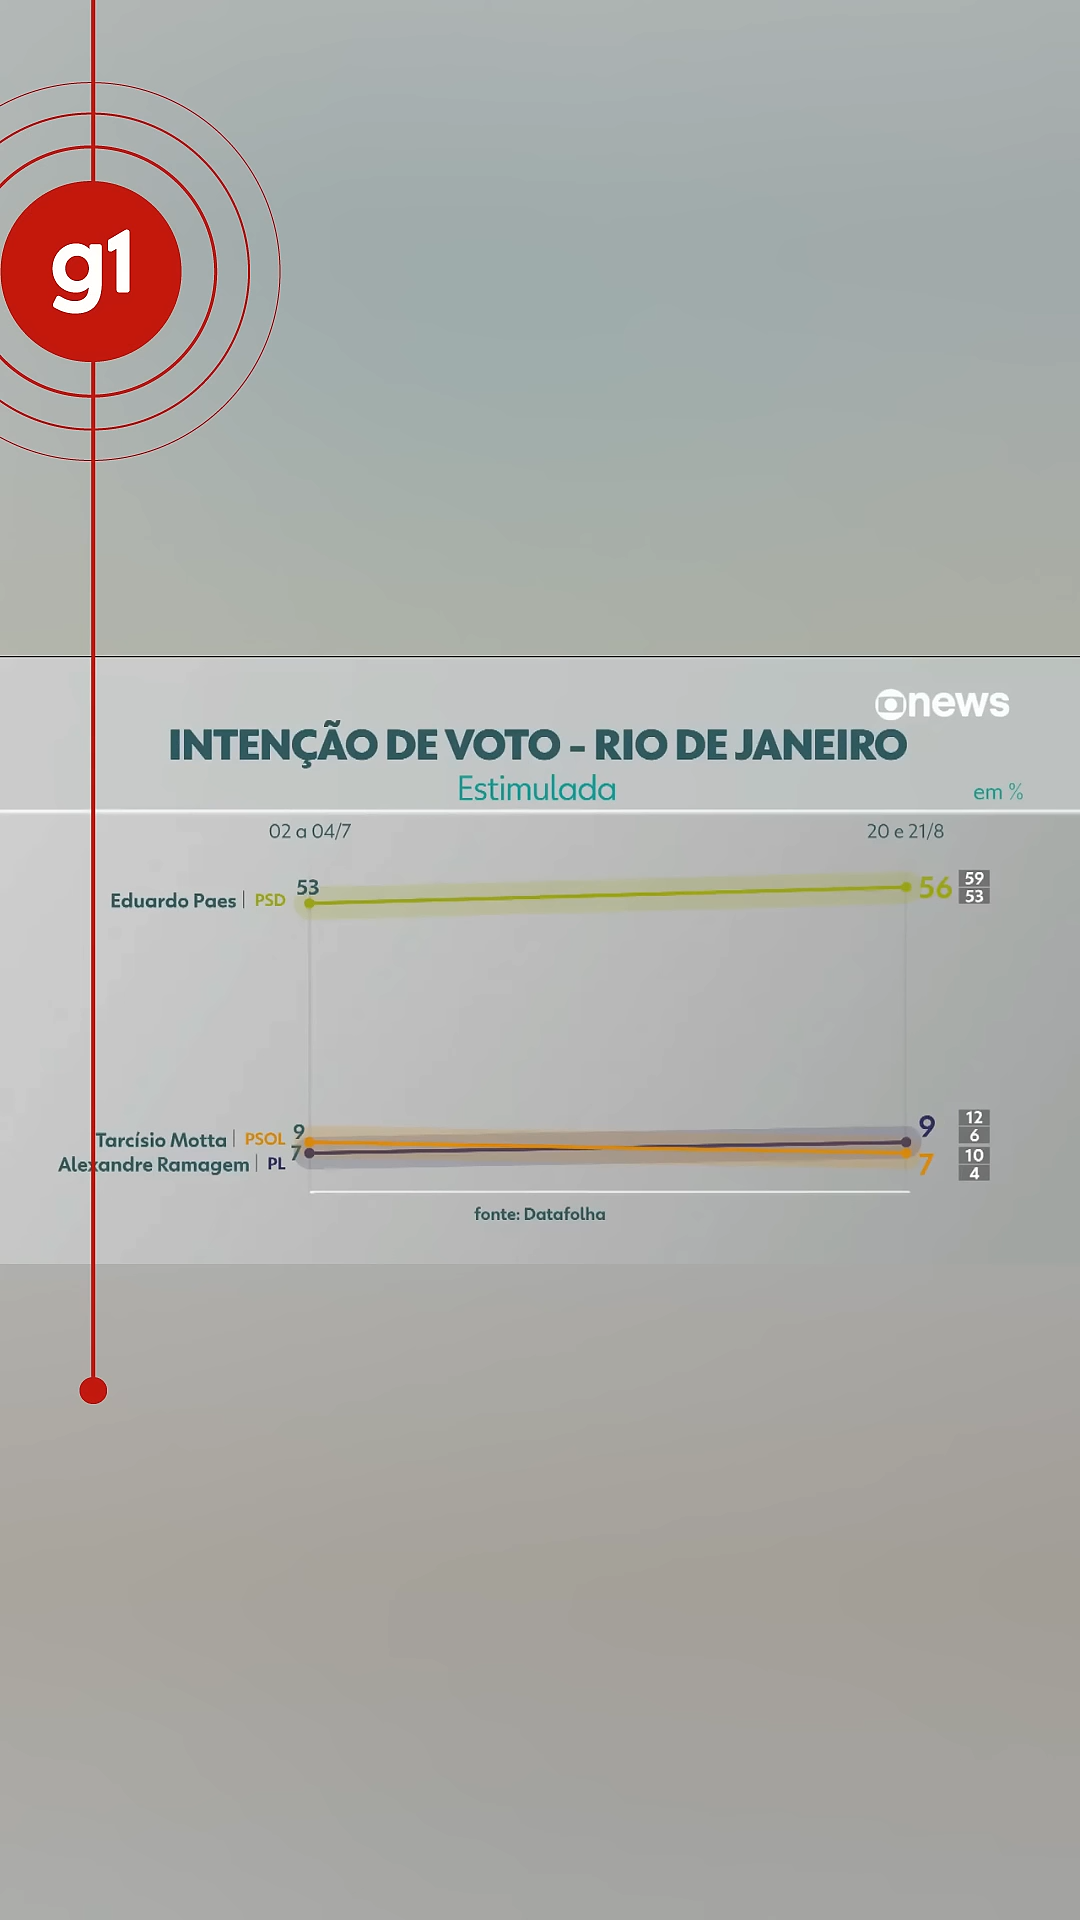 g1
news
INTENÇÃO DE VOTO – RIO DE JANEIRO
Estimulada
em %
02 a 04/7
20 e 21/8
Eduardo Paes | PSD
53
56
59
53
Tarcísio Motta | PSOL
9
Alexandre Ramagem | PL
7
9
12
6
7
10
4
fonte: Datafolha